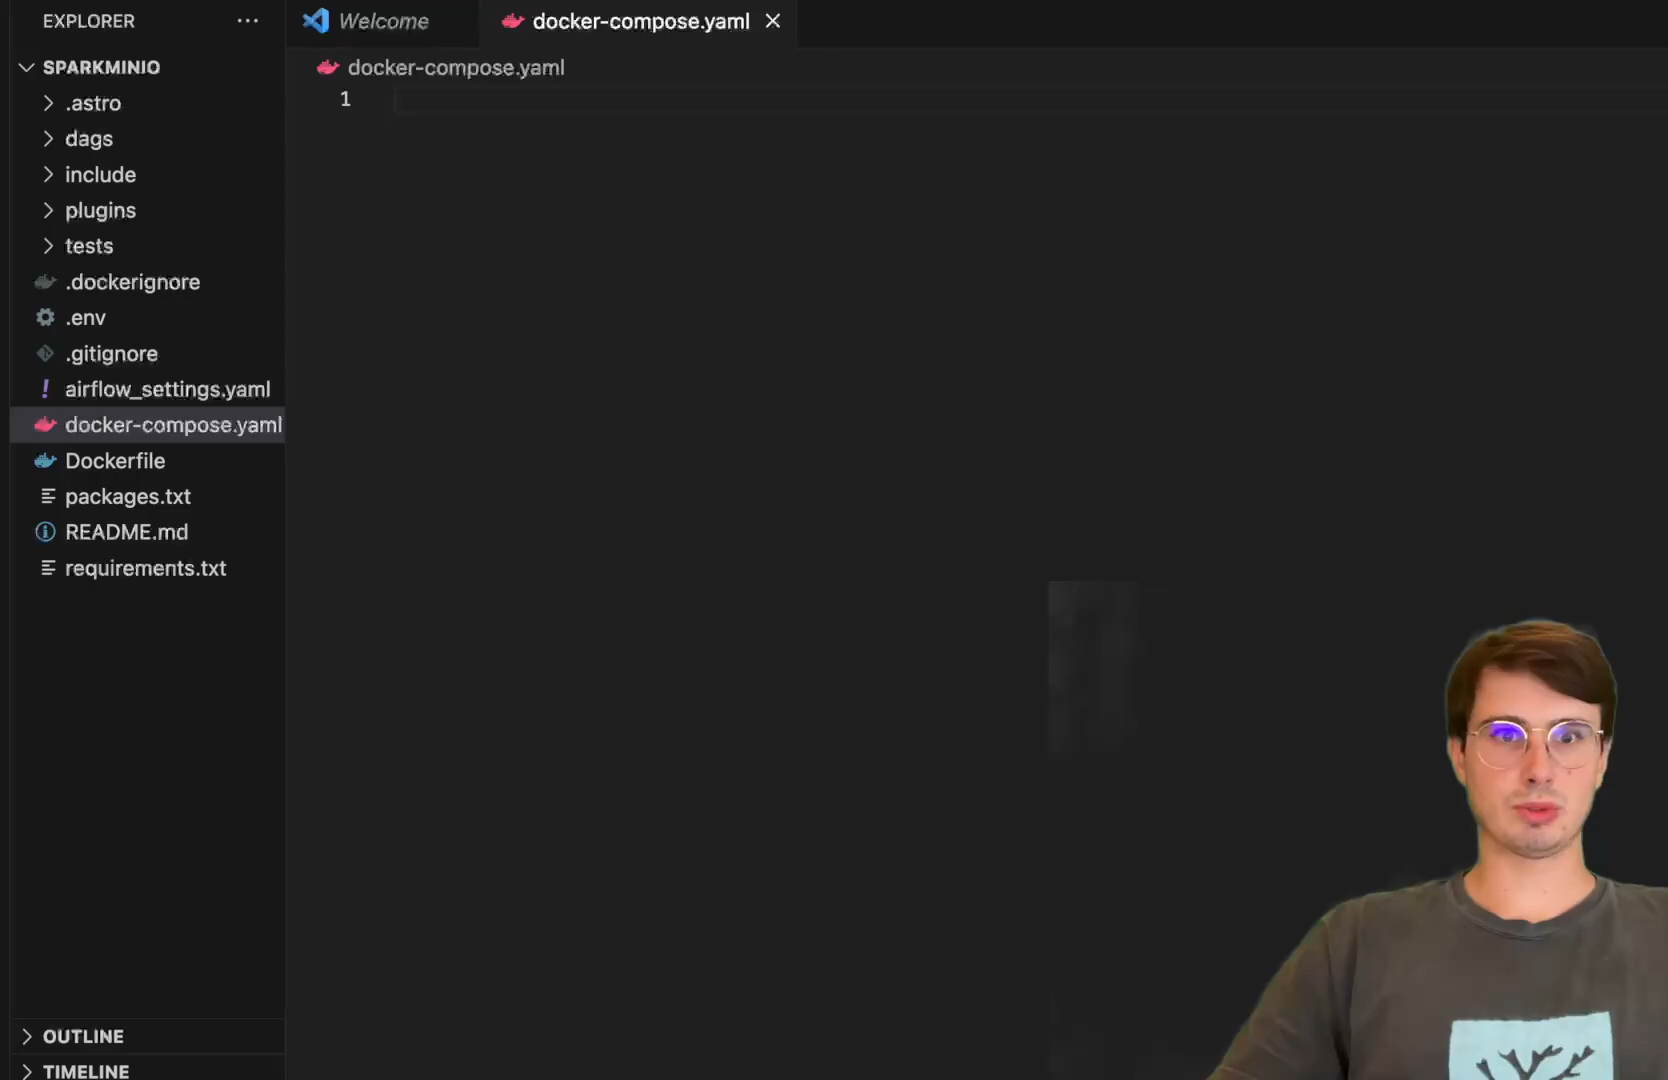 EXPLORER
Welcome
docker-compose.yaml
SPARKMINIO
docker-compose.yaml
1
.astro
dags
include
plugins
tests
.dockerignore
.env
.gitignore
airflow_settings.yaml
docker-compose.yaml
Dockerfile
packages.txt
README.md
requirements.txt
OUTLINE
TIMELINE